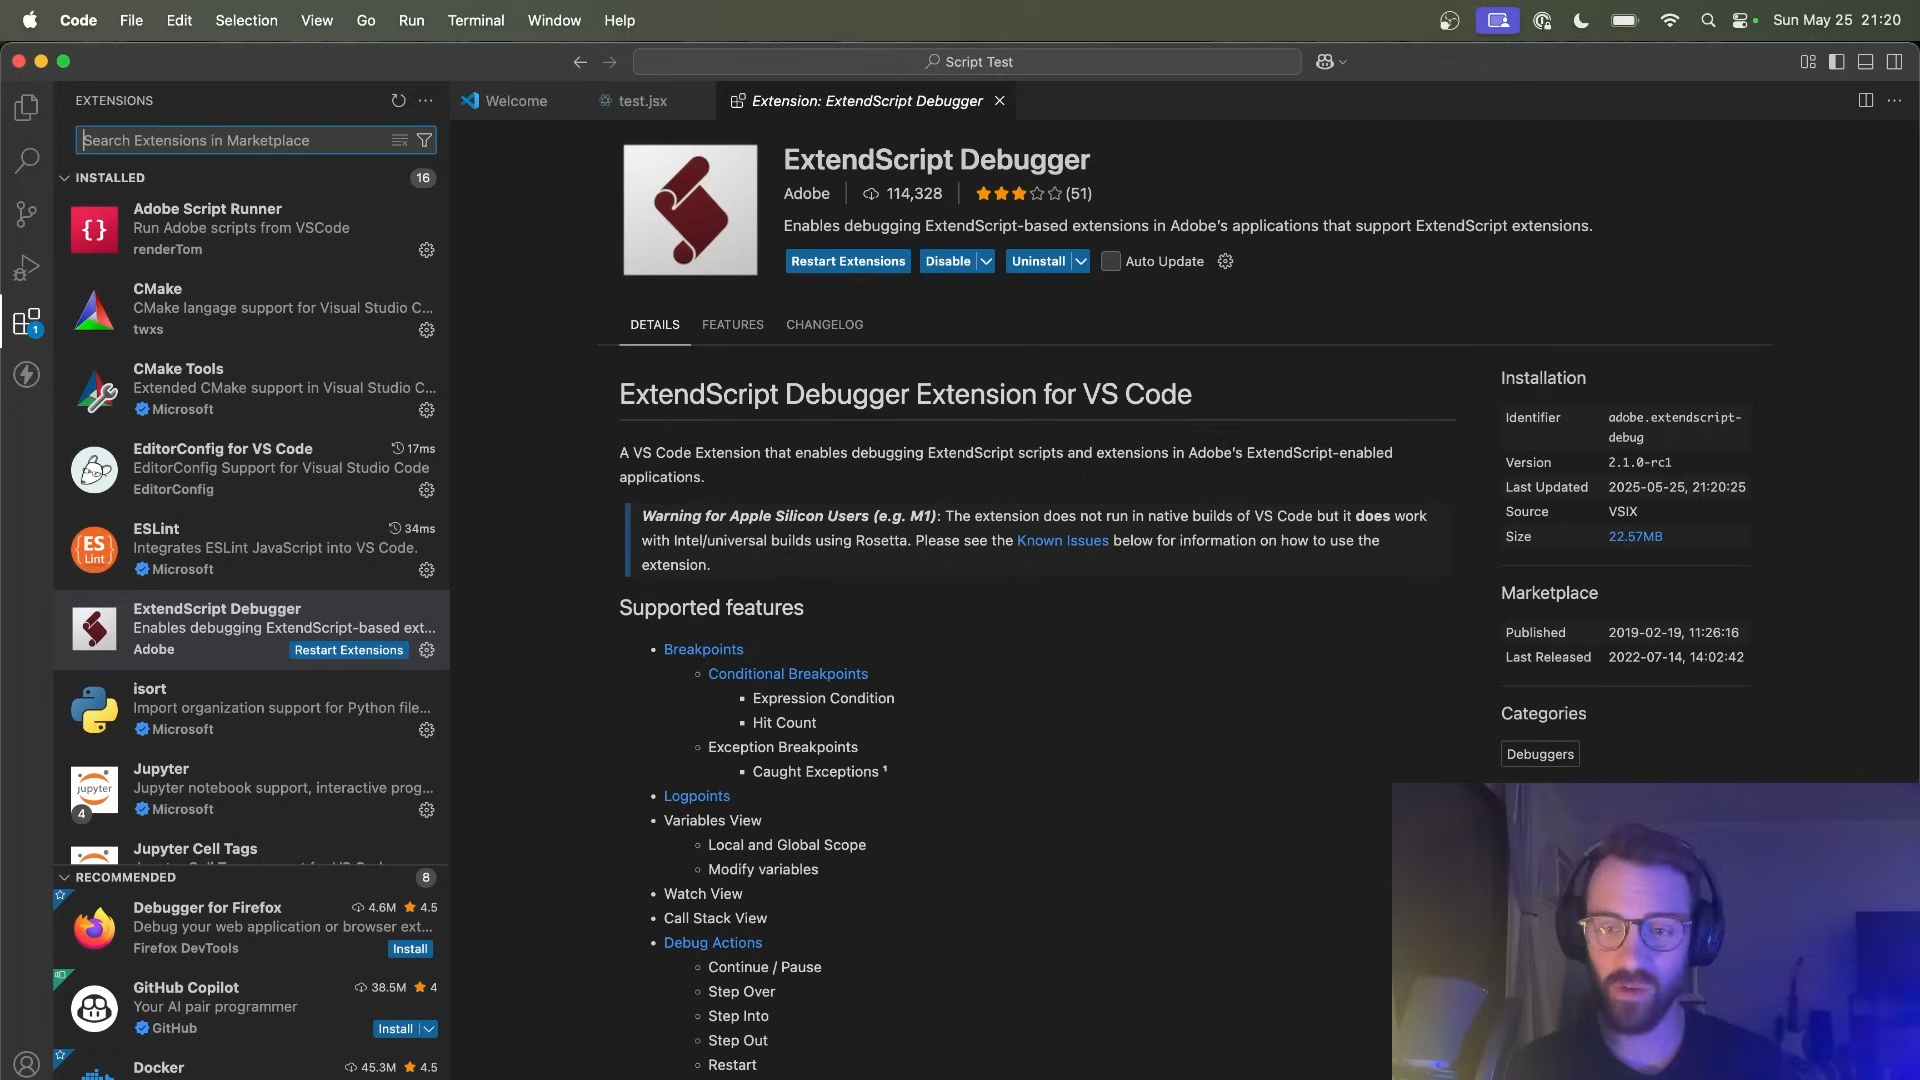 Code File Edit Selection View Go Run Terminal Window Help
Sun May 25 21:20
Script Test
EXTENSIONS
Welcome
test.jsx
Extension: ExtendScript Debugger
Search Extensions in Marketplace
INSTALLED 16
Adobe Script Runner
Run Adobe scripts from VSCode
renderTom
CMake
CMake langage support for Visual Studio C...
twxs
CMake Tools
Extended CMake support in Visual Studio C...
Microsoft
EditorConfig for VS Code 17ms
EditorConfig Support for Visual Studio Code
EditorConfig
ES
Lint
ESLint 34ms
Integrates ESLint JavaScript into VS Code.
Microsoft
ExtendScript Debugger
Enables debugging ExtendScript-based ext...
Adobe Restart Extensions
isort
Import organization support for Python file...
Microsoft
jupyter
4
Jupyter
Jupyter notebook support, interactive prog...
Microsoft
Jupyter Cell Tags
RECOMMENDED 8
Debugger for Firefox 4.6M 4.5
Debug your web application or browser ext...
Firefox DevTools Install
GitHub Copilot 38.5M 4
Your AI pair programmer
GitHub Install
Docker 45.3M 4.5
1
ExtendScript Debugger
Adobe 114,328 (51)
Enables debugging ExtendScript-based extensions in Adobe's applications that support ExtendScript extensions.
Restart Extensions Disable Uninstall Auto Update
DETAILS FEATURES CHANGELOG
ExtendScript Debugger Extension for VS Code
A VS Code Extension that enables debugging ExtendScript scripts and extensions in Adobe's ExtendScript-enabled
applications.
Warning for Apple Silicon Users (e.g. M1): The extension does not run in native builds of VS Code but it does work
with Intel/universal builds using Rosetta. Please see the Known Issues below for information on how to use the
extension.
Supported features
Breakpoints
Conditional Breakpoints
Expression Condition
Hit Count
Exception Breakpoints
Caught Exceptions ¹
Logpoints
Variables View
Local and Global Scope
Modify variables
Watch View
Call Stack View
Debug Actions
Continue / Pause
Step Over
Step Into
Step Out
Restart
Installation
Identifier adobe.extendscript-
debug
Version 2.1.0-rc1
Last Updated 2025-05-25, 21:20:25
Source VSIX
Size 22.57MB
Marketplace
Published 2019-02-19, 11:26:16
Last Released 2022-07-14, 14:02:42
Categories
Debuggers